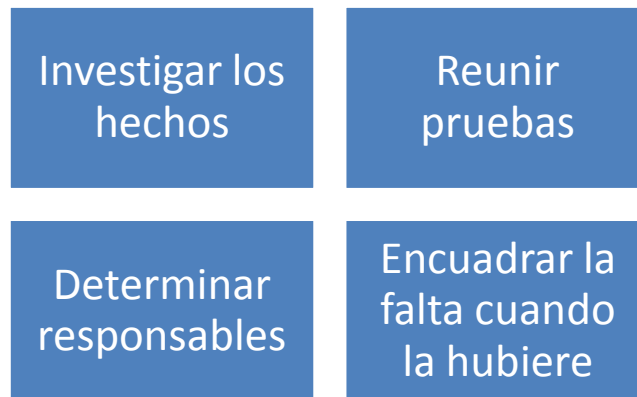 Investigar los
hechos
Reunir
pruebas
Determinar
responsables
Encuadrar la
falta cuando
la hubiere